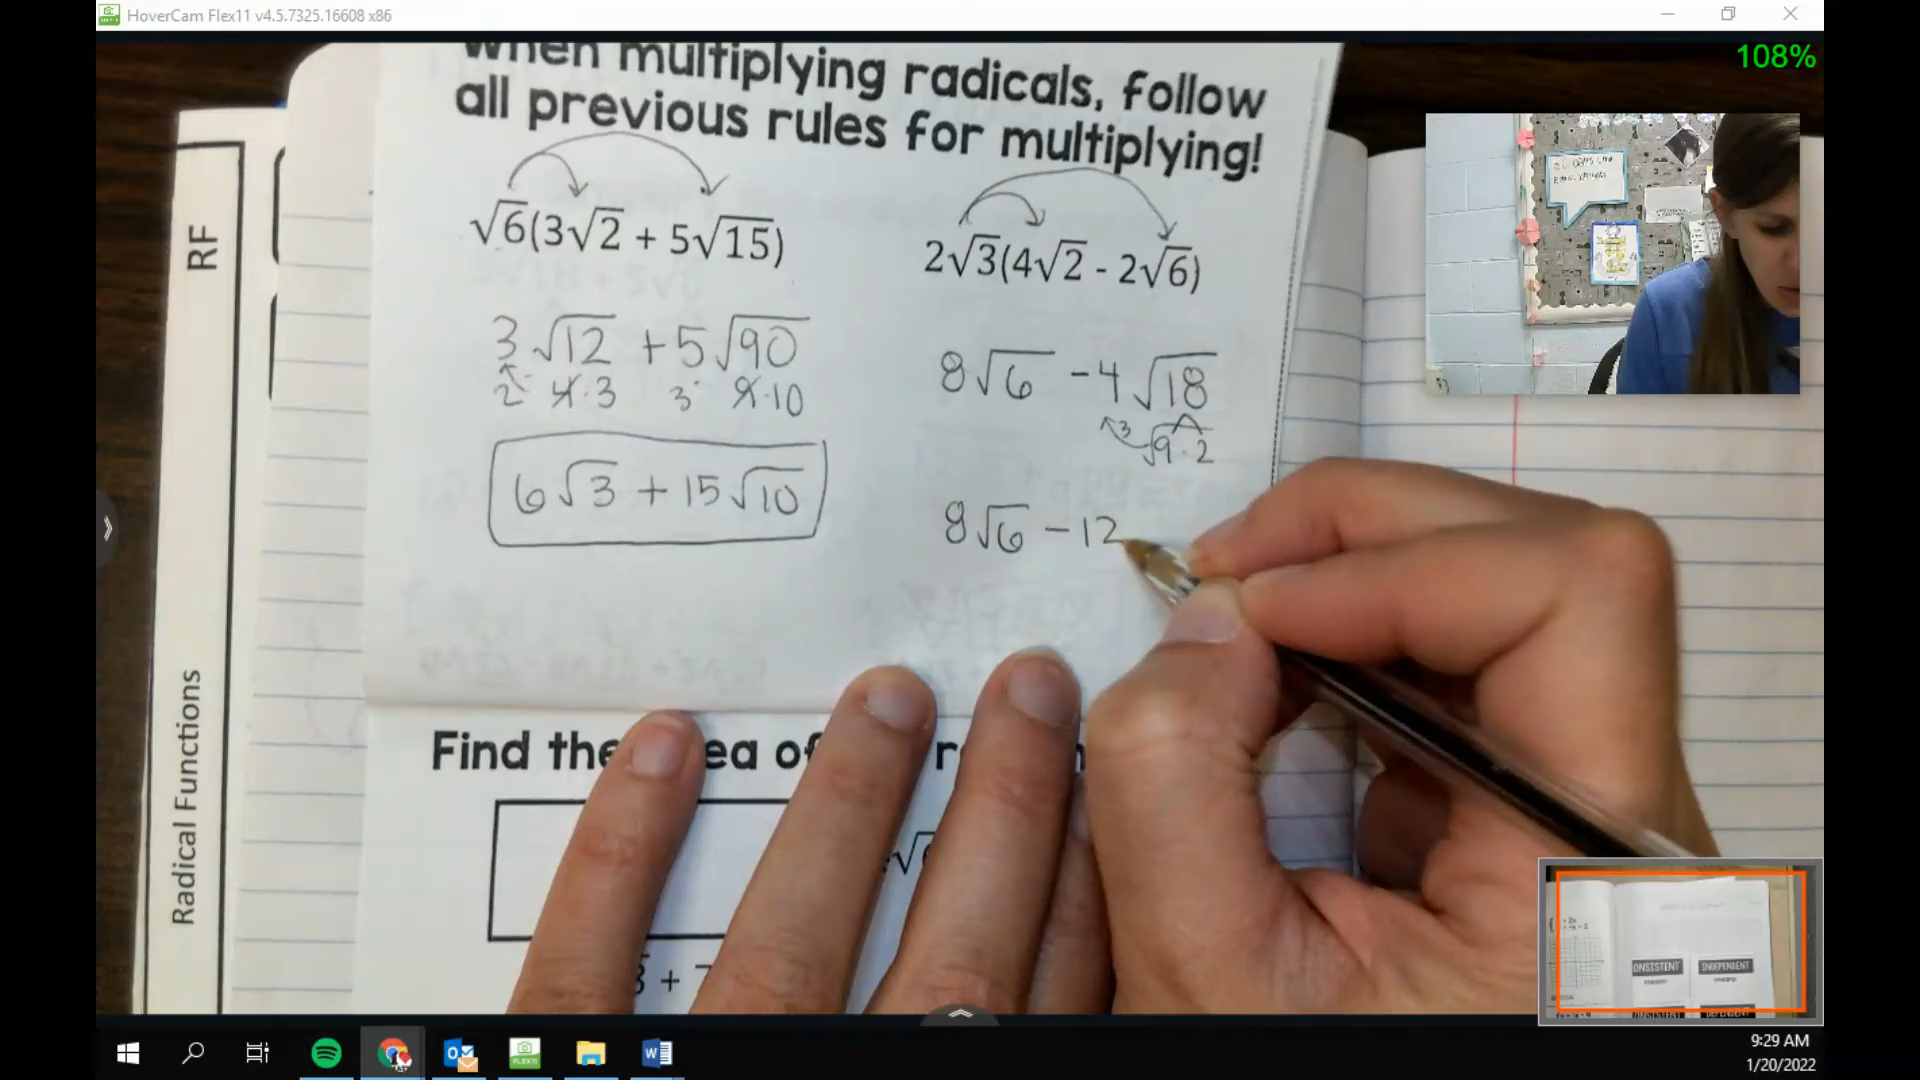 HoverCam Flex11 v4.5.7325.16608 x86
108%
When multiplying radicals, follow
all previous rules for multiplying!
√6(3√2 + 5√15)
3√12 + 5√90
2 4·3 3 9·10
6√3 + 15√10
2√3(4√2 - 2√6)
8√6 - 4√18
3 √9·2
8√6 - 12
Find the
RF
Radical Functions
ONSISTENT
INDEPENDENT
ONSISTENT
9:29 AM
1/20/2022